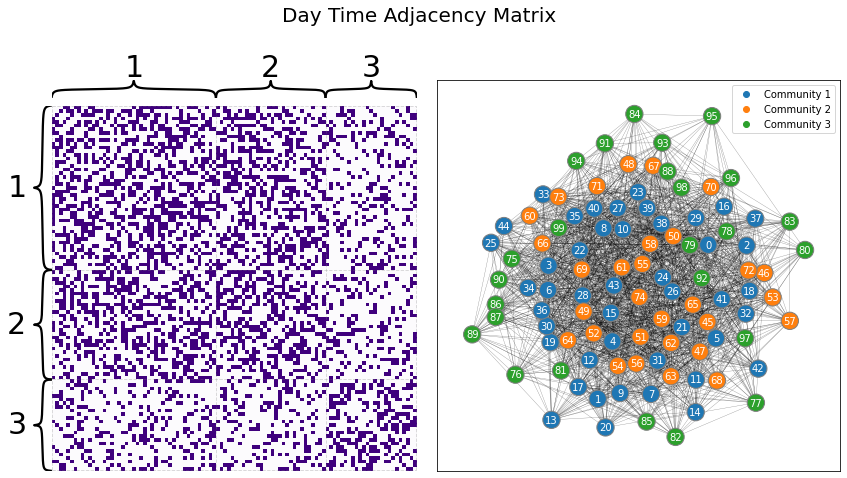 Day Time Adjacency Matrix
1 2 3
1
2
3
Community 1
Community 2
Community 3
84 95
91 93
94 48 67 88
96
71 98 70
33 73 23
40 27 39 16
60 35 38 29 37
44 99 8 10 50 78 83
25 66 22 58 79 0 2 80
75 3 69 61 55
90 43 24 92 72 46
34 6 28 74 26 65 41 18 53
86 36 49 15 59 32
87 30 52 21 45 57
89 19 64 4 51 62 5 97
81 12 54 56 31 47 42
76 17 63 11 68
1 9 7 77
13 20 85 14
82